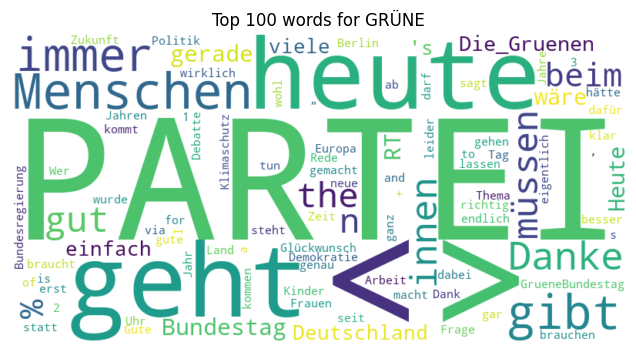 Top 100 words for GRÜNE
Zukunft Politik viele Berlin 's Die_Gruenen
immer gerade heute Jahre 3
wirklich sagt beim
Menschen wohl ab darf wäre hätte
" dafür
Jahren 1 Debatte Klimaschutz leider gehen klar
kommt RT to Tag müssen eigentlich ,
PARTEI
Wer tun Europa lassen Heute
Rede
gemacht and
Bundesregierung wurde the neue + Thema
gut via for Zeit ganz innen richtig besser
gute I steht n endlich s
einfach Land a Glückwunsch < > Danke
Demokratie
braucht Jahr genau dabei
of is geht kommen Arbeit GrueneBundestag
erst Kinder macht Dank
% 2 Frauen gibt
Uhr seit gar
statt Gute Bundestag Deutschland Frage brauchen